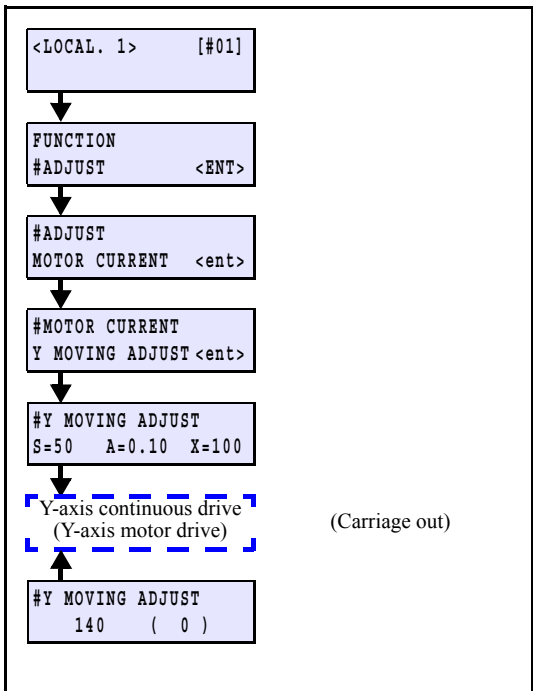 <LOCAL. 1> [#01]
FUNCTION
#ADJUST <ENT>
#ADJUST
MOTOR CURRENT <ent>
#MOTOR CURRENT
Y MOVING ADJUST <ent>
#Y MOVING ADJUST
S=50 A=0.10 X=100
Y-axis continuous drive
(Y-axis motor drive)
(Carriage out)
#Y MOVING ADJUST
140 ( 0 )